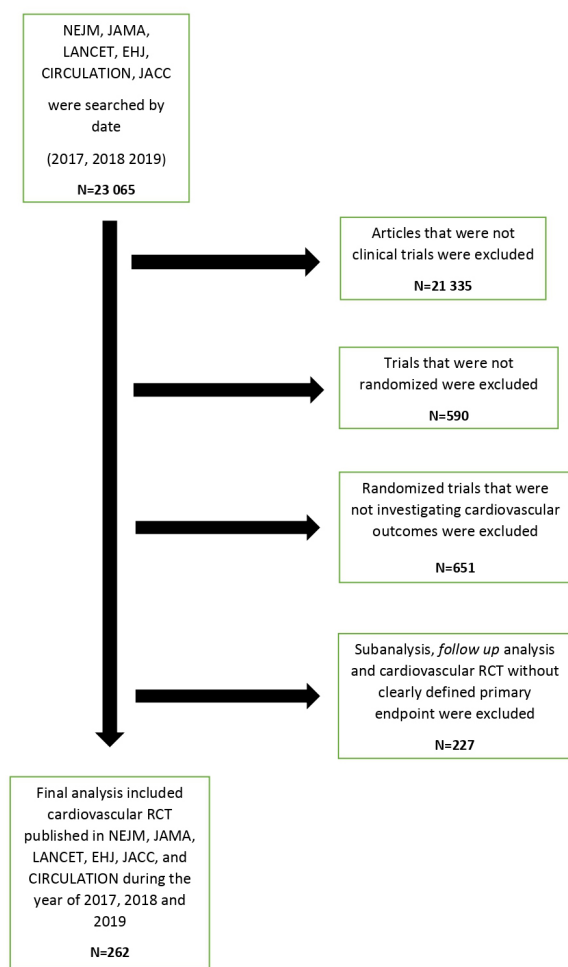 NEJM, JAMA,
LANCET, EHJ,
CIRCULATION, JACC
were searched by
date
(2017, 2018 2019)
N=23 065
Articles that were not
clinical trials were excluded
N=21 335
Trials that were not
randomized were excluded
N=590
Randomized trials that were
not investigating cardiovascular
outcomes were excluded
N=651
Subanalysis, follow up analysis
and cardiovascular RCT without
clearly defined primary
endpoint were excluded
N=227
Final analysis included
cardiovascular RCT
published in NEJM, JAMA,
LANCET, EHJ, JACC, and
CIRCULATION during the
year of 2017, 2018 and
2019
N=262